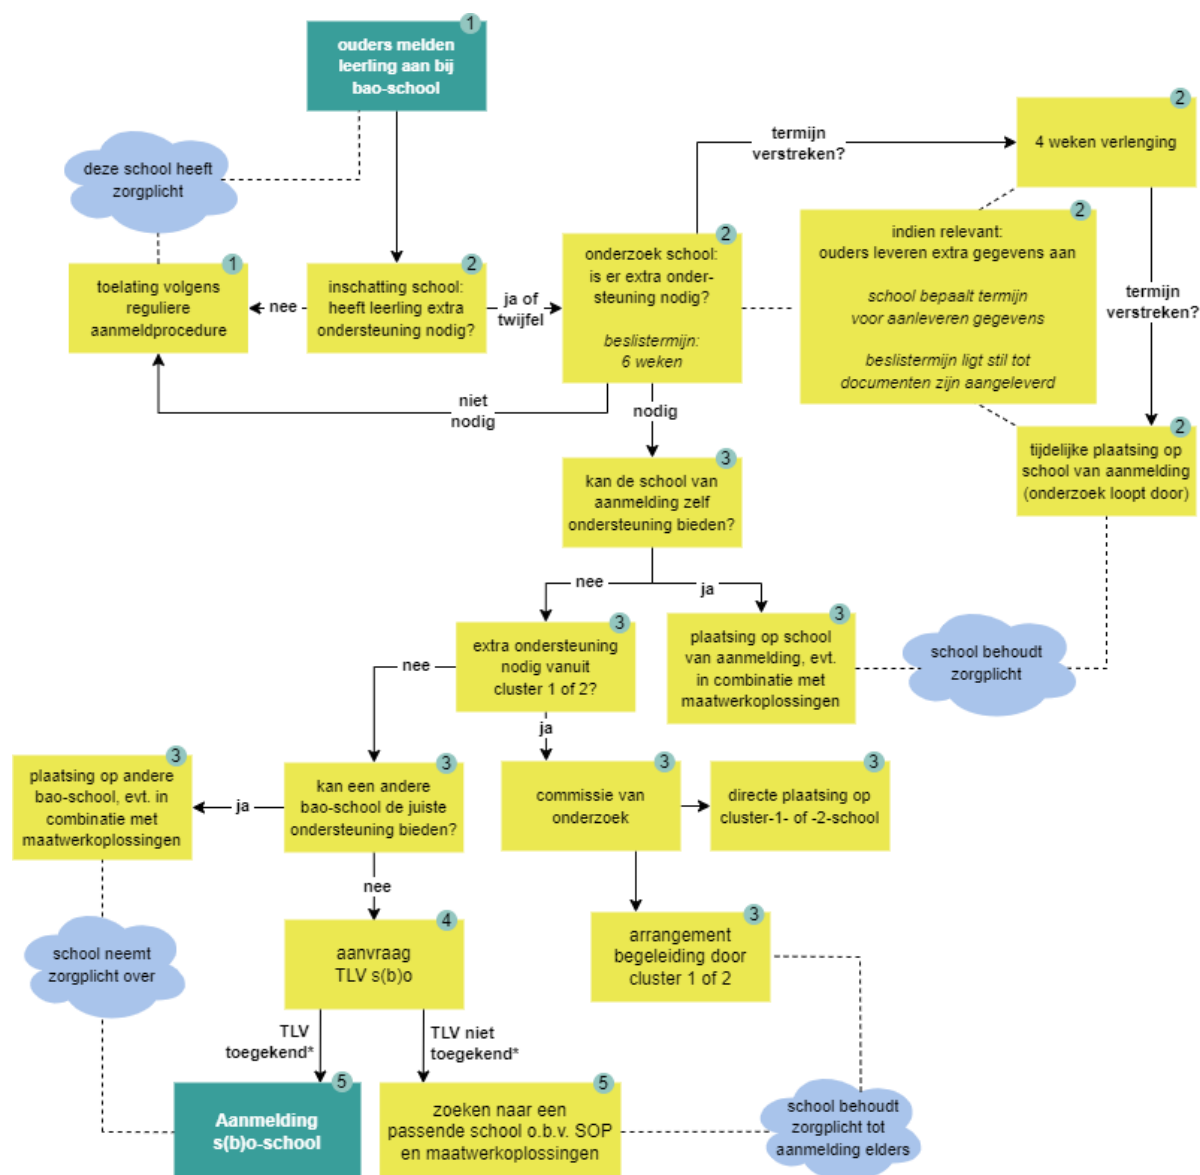 1
ouders melden
leerling aan bij
bao-school
deze school heeft
zorgplicht
termijn
verstreken?
2
4 weken verlenging
1
toelating volgens
reguliere
aanmeldprocedure
nee
2
inschatting school:
heeft leerling extra
ondersteuning nodig?
ja of
twijfel
2
onderzoek school:
is er extra onder-
steuning nodig?
beslistermijn:
6 weken
2
indien relevant:
ouders leveren extra gegevens aan
school bepaalt termijn
voor aanleveren gegevens
beslistermijn ligt stil tot
documenten zijn aangeleverd
termijn
verstreken?
niet
nodig
nodig
2
tijdelijke plaatsing op
school van aanmelding
(onderzoek loopt door)
3
kan de school van
aanmelding zelf
ondersteuning bieden?
nee
ja
3
extra ondersteuning
nodig vanuit
cluster 1 of 2?
3
plaatsing op school
van aanmelding, evt.
in combinatie met
maatwerkoplossingen
school behoudt
zorgplicht
nee
ja
3
plaatsing op andere
bao-school, evt. in
combinatie met
maatwerkoplossingen
ja
3
kan een andere
bao-school de juiste
ondersteuning bieden?
3
commissie van
onderzoek
3
directe plaatsing op
cluster-1- of -2-school
nee
school neemt
zorgplicht over
4
aanvraag
TLV s(b)o
3
arrangement
begeleiding door
cluster 1 of 2
TLV
toegekend*
TLV niet
toegekend*
5
Aanmelding
s(b)o-school
5
zoeken naar een
passende school o.b.v. SOP
en maatwerkoplossingen
school behoudt
zorgplicht tot
aanmelding elders